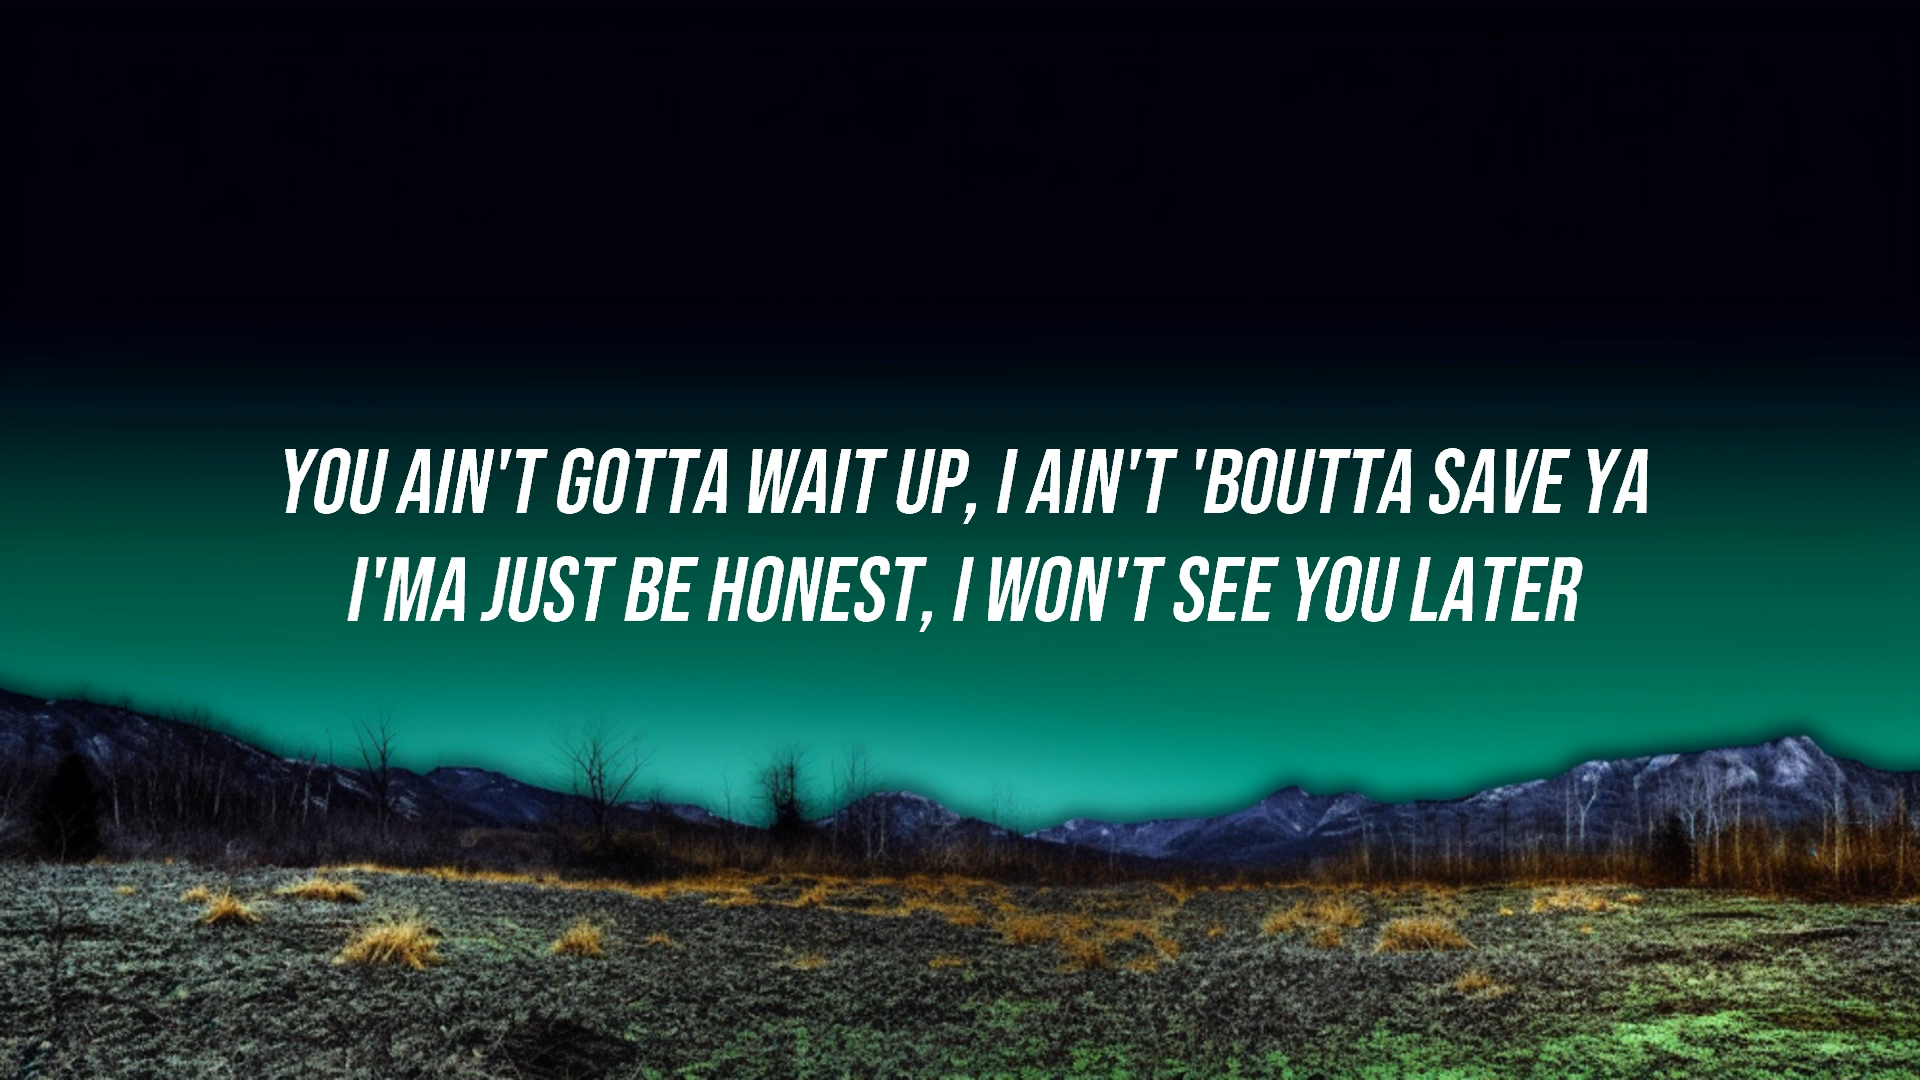 YOU AIN'T GOTTA WAIT UP, I AIN'T 'BOUTTA SAVE YA
I'MA JUST BE HONEST, I WON'T SEE YOU LATER